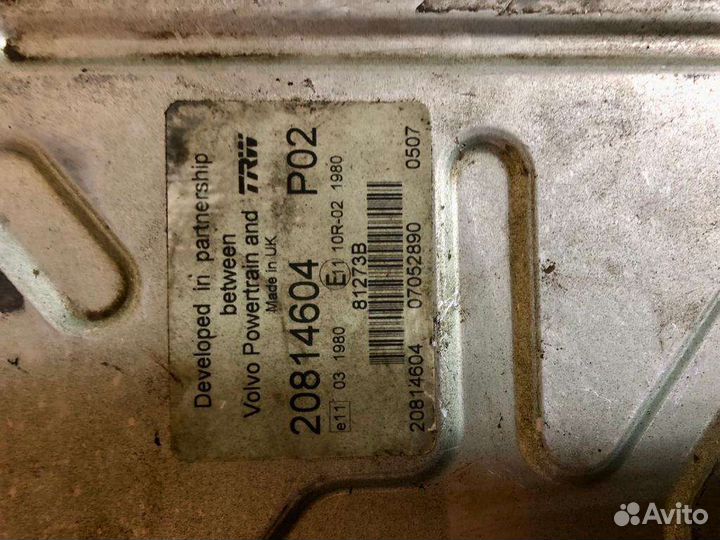 Developed in partnership
between
Volvo Powertrain and TRW
Made in UK
20814604 P02
e11 03 1980 E11 10R-02 1980
81273B
20814604 07052890 0507
Avito